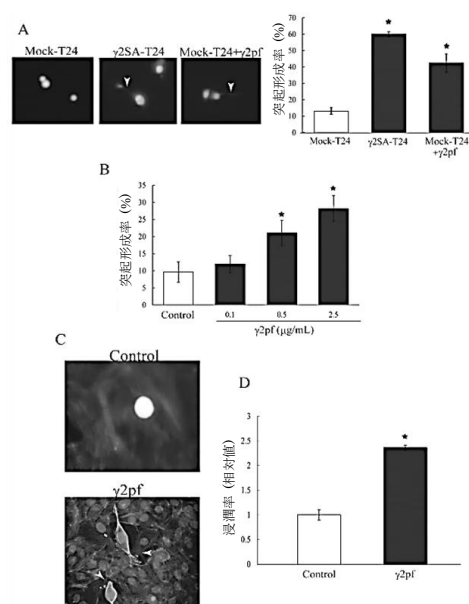 A
Mock-T24
γ2SA-T24
Mock-T24+γ2pf
突起形成率 (%)
70
60
50
40
30
20
10
0
*
*
Mock-T24
γ2SA-T24
Mock-T24
+γ2pf
B
突起形成率 (%)
35
30
25
20
15
10
5
0
*
*
Control
0.1
0.5
2.5
γ2pf (μg/mL)
C
Control
γ2pf
D
浸潤率 (相対値)
3
2.5
2
1.5
1
0.5
0
*
Control
γ2pf